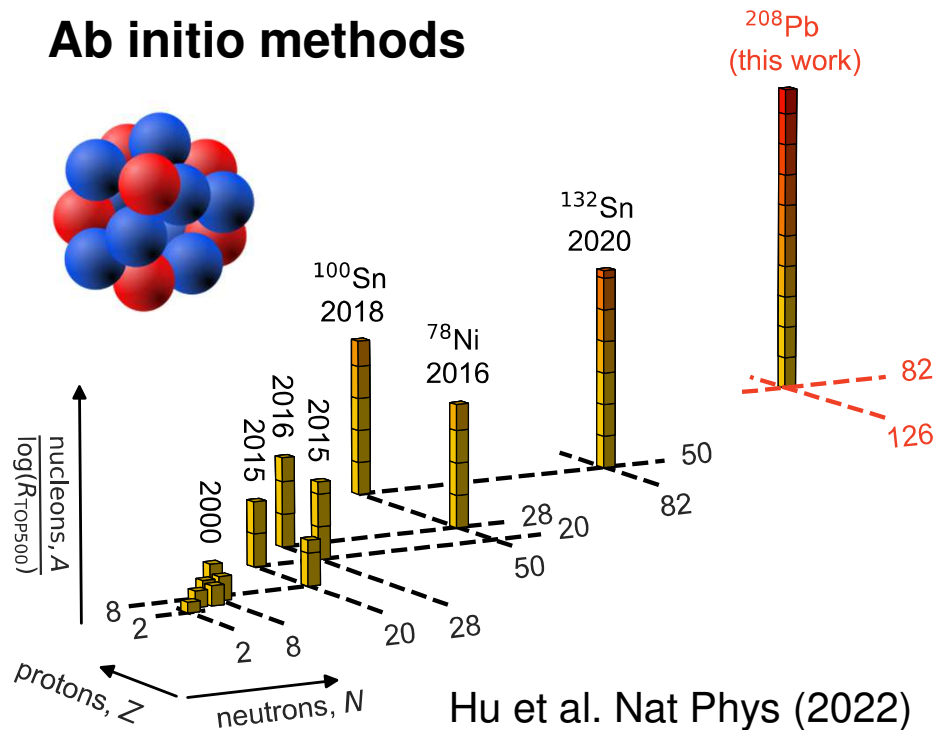 Ab initio methods
²⁰⁸Pb
(this work)
¹³²Sn
2020
¹⁰⁰Sn
2018
⁷⁸Ni
2016
2016
2015
2015
2000
82
126
50
82
28
20
50
28
20
8
2
8
2
nucleons, A
log(R_TOP500)
protons, Z
neutrons, N
Hu et al. Nat Phys (2022)